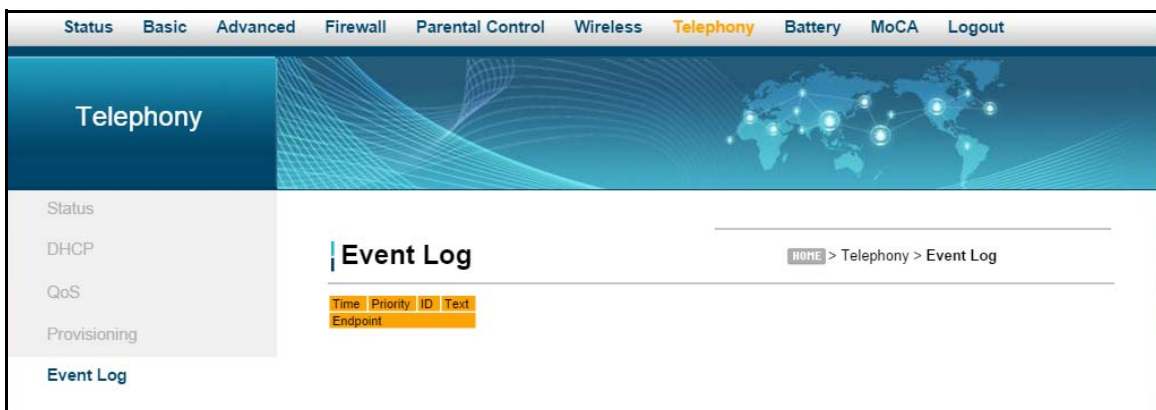 Status Basic Advanced Firewall Parental Control Wireless Telephony Battery MoCA Logout
Telephony
Status
DHCP
QoS
Provisioning
Event Log
Event Log
HOME > Telephony > Event Log
Time Priority ID Text
Endpoint